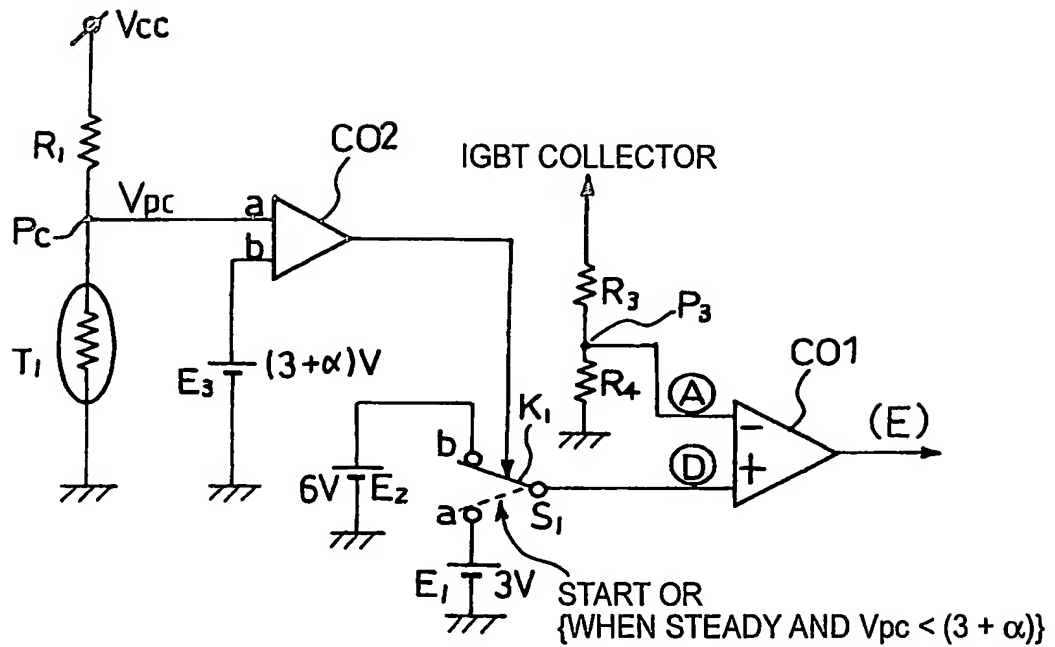 Vcc
R1
CO2
IGBT COLLECTOR
Vpc
a
Pc
b
R3
P3
CO1
T1
(3+α)V
E3
R4
A
−
(E)
K1
b
D
+
6V
E2
a
S1
E1
3V
START OR
{WHEN STEADY AND Vpc < (3 + α)}